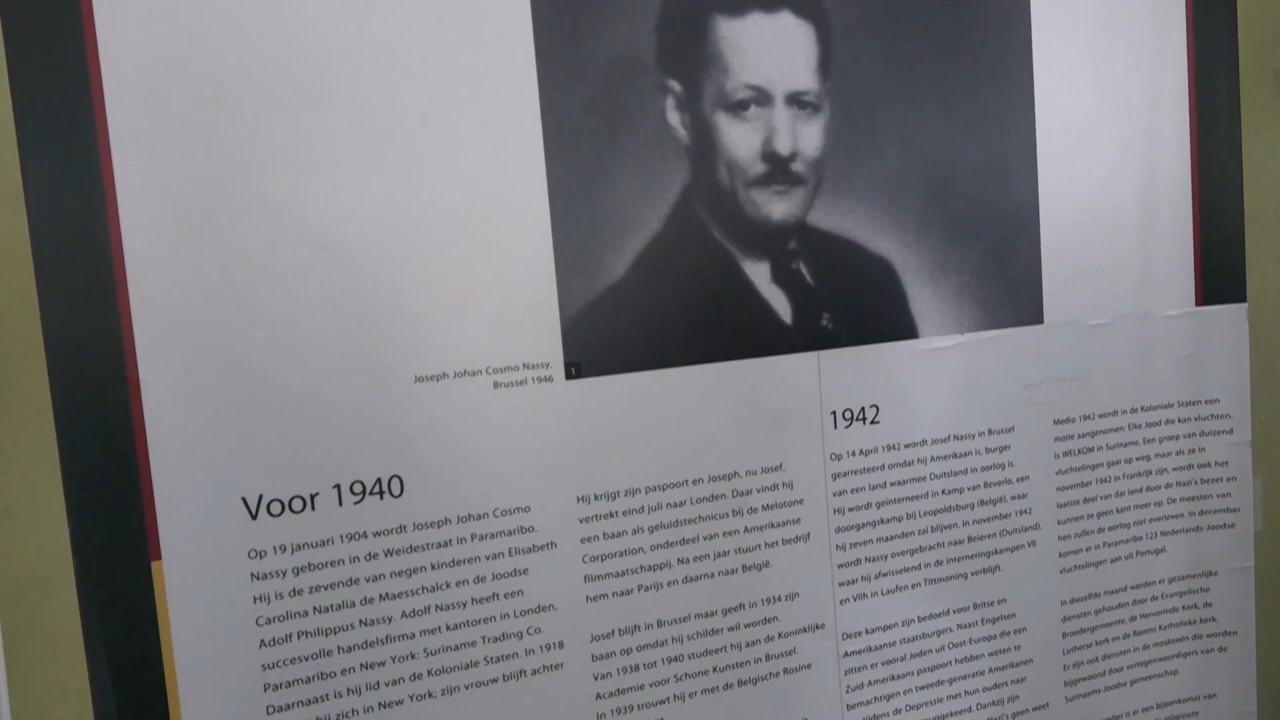 Joseph Johan Cosmo Nassy.
Brussel 1946
1
Voor 1940
Op 19 januari 1904 wordt Joseph Johan Cosmo
Nassy geboren in de Weidestraat in Paramaribo.
Hij is de zevende van negen kinderen van Elisabeth
Carolina Natalia de Maesschalck en de Joodse
Adolf Philippus Nassy. Adolf Nassy heeft een
succesvolle handelsfirma met kantoren in Londen,
Paramaribo en New York: Suriname Trading Co.
Daarnaast is hij lid van de Koloniale Staten. In 1918
hij zich in New York; zijn vrouw blijft achter
Hij krijgt zijn paspoort en Joseph, nu Josef,
vertrekt eind juli naar Londen. Daar vindt hij
een baan als geluidstechnicus bij de Melotone
Corporation, onderdeel van een Amerikaanse
filmmaatschappij. Na een jaar stuurt het bedrijf
hem naar Parijs en daarna naar België.
Josef blijft in Brussel maar geeft in 1934 zijn
baan op omdat hij schilder wil worden.
Van 1938 tot 1940 studeert hij aan de Koninklijke
Academie voor Schone Kunsten in Brussel.
In 1939 trouwt hij er met de Belgische Rosine
1942
Op 14 April 1942 wordt Josef Nassy in Brussel
gearresteerd omdat hij Amerikaan is, burger
van een land waarmee Duitsland in oorlog is.
Hij wordt geïnterneerd in Kamp van Beverlo, een
doorgangskamp bij Leopoldsburg (België), waar
hij zeven maanden zal blijven. In november 1942
wordt Nassy overgebracht naar Beieren (Duitsland),
waar hij afwisselend in de interneringskampen VII
en VIIh in Laufen en Tittmoning verblijft.
Deze kampen zijn bedoeld voor Britse en
Amerikaanse staatsburgers. Naast Engelsen
zitten er vooral Joden uit Oost-Europa die een
Zuid-Amerikaans paspoort hebben weten te
bemachtigen en tweede-generatie Amerikanen
tijdens de Depressie met hun ouders naar
Dankzij zijn
Nazi's geen weet
Medio 1942 wordt in de Koloniale Staten een
motie aangenomen: Elke Jood die kan vluchten,
is WELKOM in Suriname. Een groep van duizend
vluchtelingen gaat op weg, maar als ze in
november 1942 in Frankrijk zijn, wordt ook het
laatste deel van dat land door de Nazi's bezet en
kunnen ze geen kant meer op. De meesten van
hen zullen de oorlog niet overleven. In december
komen er in Paramaribo 123 Nederlands-Joodse
vluchtelingen aan uit Portugal.
In diezelfde maand worden er gezamenlijke
diensten gehouden door de Evangelische
Broedergemeente, de Hervormde Kerk, de
Lutherse kerk en de Rooms Katholieke kerk.
Er zijn ook diensten in de moskeeën die worden
bijgewoond door vertegenwoordigers van de
Surinaams-Joodse gemeenschap.
is er een bijeenkomst van